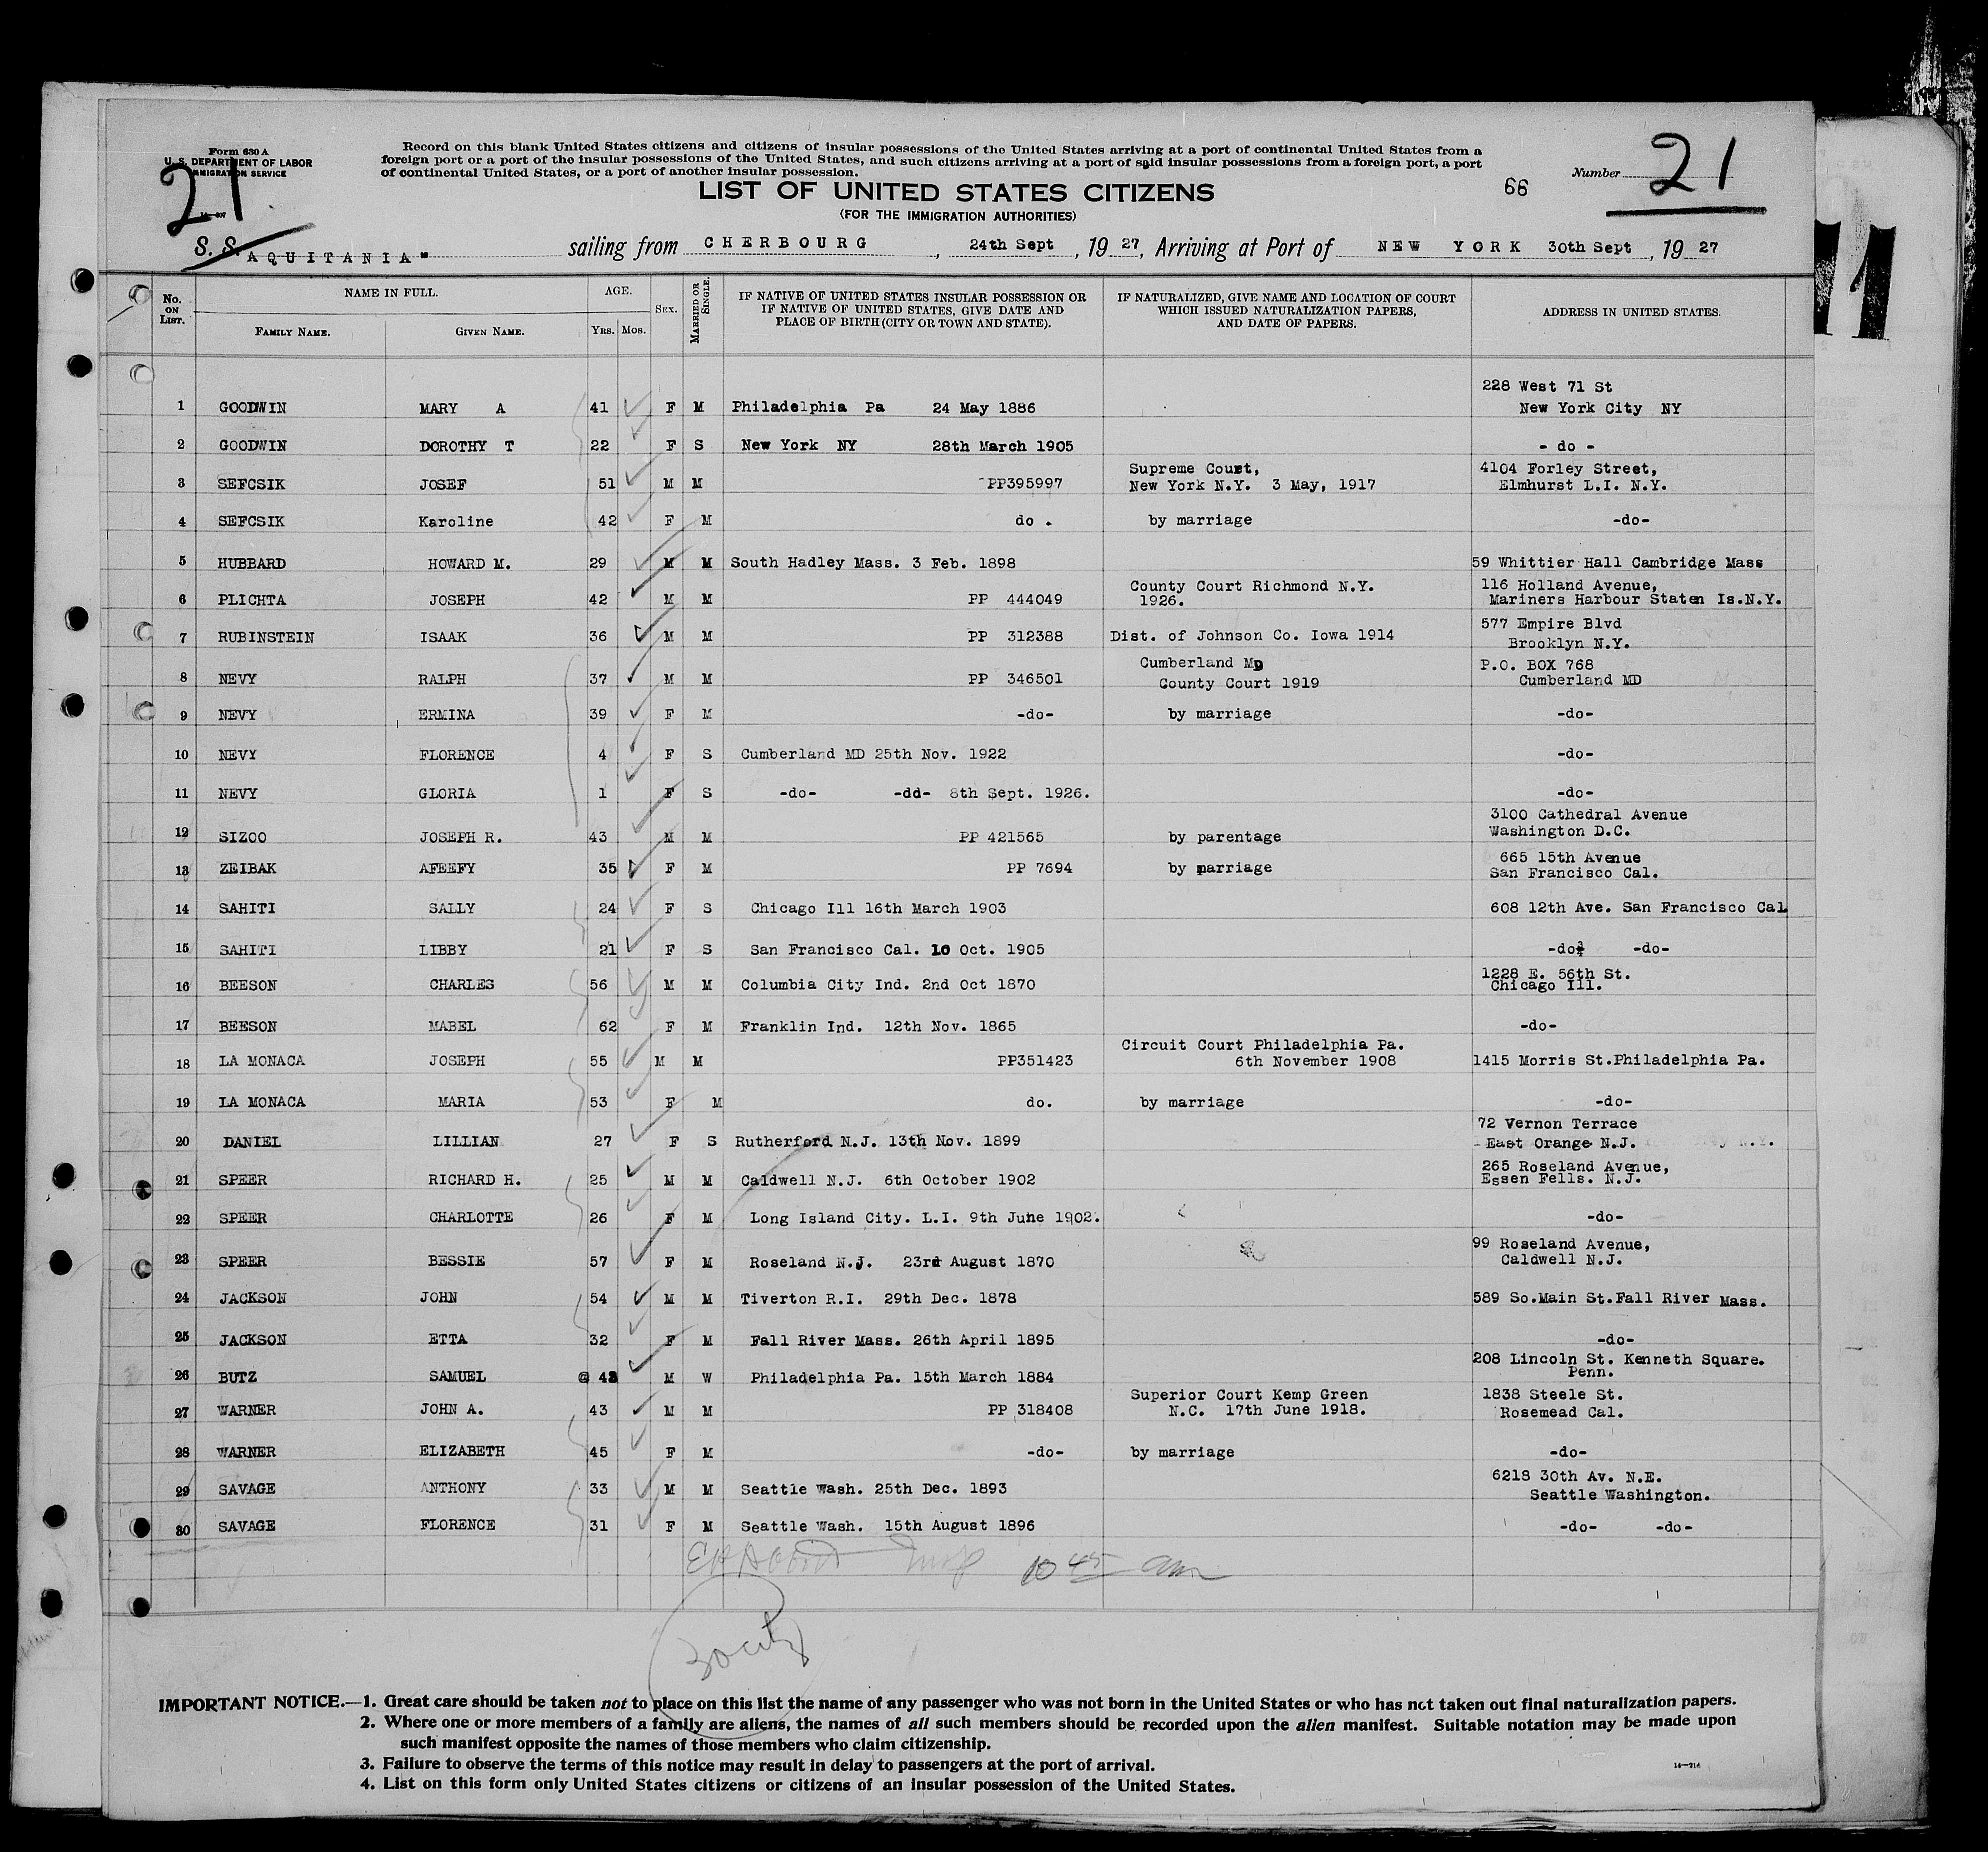 Form 630 A
U. S. DEPARTMENT OF LABOR
IMMIGRATION SERVICE
21
Record on this blank United States citizens and citizens of insular possessions of the United States arriving at a port of continental United States from a
foreign port or a port of the insular possessions of the United States, and such citizens arriving at a port of said insular possessions from a foreign port, a port
of continental United States, or a port of another insular possession.
LIST OF UNITED STATES CITIZENS
(FOR THE IMMIGRATION AUTHORITIES)
66
Number 21
S. S. AQUITANIA" sailing from CHERBOURG, 24th Sept, 19 27, Arriving at Port of NEW YORK 30th Sept, 19 27
No. ON LIST. NAME IN FULL. FAMILY NAME. GIVEN NAME. AGE. YRS. MOS. SEX. MARRIED OR SINGLE. IF NATIVE OF UNITED STATES INSULAR POSSESSION OR IF NATIVE OF UNITED STATES, GIVE DATE AND PLACE OF BIRTH (CITY OR TOWN AND STATE). IF NATURALIZED, GIVE NAME AND LOCATION OF COURT WHICH ISSUED NATURALIZATION PAPERS, AND DATE OF PAPERS. ADDRESS IN UNITED STATES.
1 GOODWIN MARY A 41 F M Philadelphia Pa 24 May 1886 228 West 71 St New York City NY
2 GOODWIN DOROTHY T 22 F S New York NY 28th March 1905 - do -
3 SEFCSIK JOSEF 51 M M PP395997 Supreme Court, New York N.Y. 3 May, 1917 4104 Forley Street, Elmhurst L.I. N.Y.
4 SEFCSIK Karoline 42 F M do . by marriage -do-
5 HUBBARD HOWARD M. 29 M M South Hadley Mass. 3 Feb. 1898 59 Whittier Hall Cambridge Mass
6 PLICHTA JOSEPH 42 M M PP 444049 County Court Richmond N.Y. 1926. 116 Holland Avenue, Mariners Harbour Staten Is.N.Y.
7 RUBINSTEIN ISAAK 36 M M PP 312388 Dist. of Johnson Co. Iowa 1914 577 Empire Blvd Brooklyn N.Y.
8 NEVY RALPH 37 M M PP 346501 Cumberland MD County Court 1919 P.O. BOX 768 Cumberland MD
9 NEVY ERMINA 39 F M -do- by marriage -do-
10 NEVY FLORENCE 4 F S Cumberland MD 25th Nov. 1922 -do-
11 NEVY GLORIA 1 F S -do- -dd- 8th Sept. 1926. -do-
12 SIZOO JOSEPH R. 43 M M PP 421565 by parentage 3100 Cathedral Avenue Washington D.C.
13 ZEIBAK AFEEFY 35 F M PP 7694 by marriage 665 15th Avenue San Francisco Cal.
14 SAHITI SALLY 24 F S Chicago Ill 16th March 1903 608 12th Ave. San Francisco Cal
15 SAHITI LIBBY 21 F S San Francisco Cal. 10 Oct. 1905 -do- -do-
16 BEESON CHARLES 56 M M Columbia City Ind. 2nd Oct 1870 1228 E. 56th St. Chicago Ill.
17 BEESON MABEL 62 F M Franklin Ind. 12th Nov. 1865 -do-
18 LA MONACA JOSEPH 55 M M PP351423 Circuit Court Philadelphia Pa. 6th November 1908 1415 Morris St.Philadelphia Pa.
19 LA MONACA MARIA 53 F M do. by marriage -do-
20 DANIEL LILLIAN 27 F S Rutherford N.J. 13th Nov. 1899 72 Vernon Terrace East Orange N.J.
21 SPEER RICHARD H. 25 M M Caldwell N.J. 6th October 1902 265 Roseland Avenue, Essen Fells. N.J.
22 SPEER CHARLOTTE 26 F M Long Island City. L.I. 9th June 1902. -do-
23 SPEER BESSIE 57 F M Roseland N.J. 23rd August 1870 99 Roseland Avenue, Caldwell N.J.
24 JACKSON JOHN 54 M M Tiverton R.I. 29th Dec. 1878 589 So.Main St.Fall River Mass.
25 JACKSON ETTA 32 F M Fall River Mass. 26th April 1895 -do-
26 BUTZ SAMUEL 43 M W Philadelphia Pa. 15th March 1884 208 Lincoln St. Kenneth Square. Penn.
27 WARNER JOHN A. 43 M M PP 318408 Superior Court Kemp Green N.C. 17th June 1918. 1838 Steele St. Rosemead Cal.
28 WARNER ELIZABETH 45 F M -do- by marriage -do-
29 SAVAGE ANTHONY 33 M M Seattle Wash. 25th Dec. 1893 6218 30th Av. N.E. Seattle Washington.
30 SAVAGE FLORENCE 31 F M Seattle Wash. 15th August 1896 -do- -do-
10 45 am
IMPORTANT NOTICE.—1. Great care should be taken not to place on this list the name of any passenger who was not born in the United States or who has not taken out final naturalization papers.
2. Where one or more members of a family are aliens, the names of all such members should be recorded upon the alien manifest. Suitable notation may be made upon
such manifest opposite the names of those members who claim citizenship.
3. Failure to observe the terms of this notice may result in delay to passengers at the port of arrival.
4. List on this form only United States citizens or citizens of an insular possession of the United States.